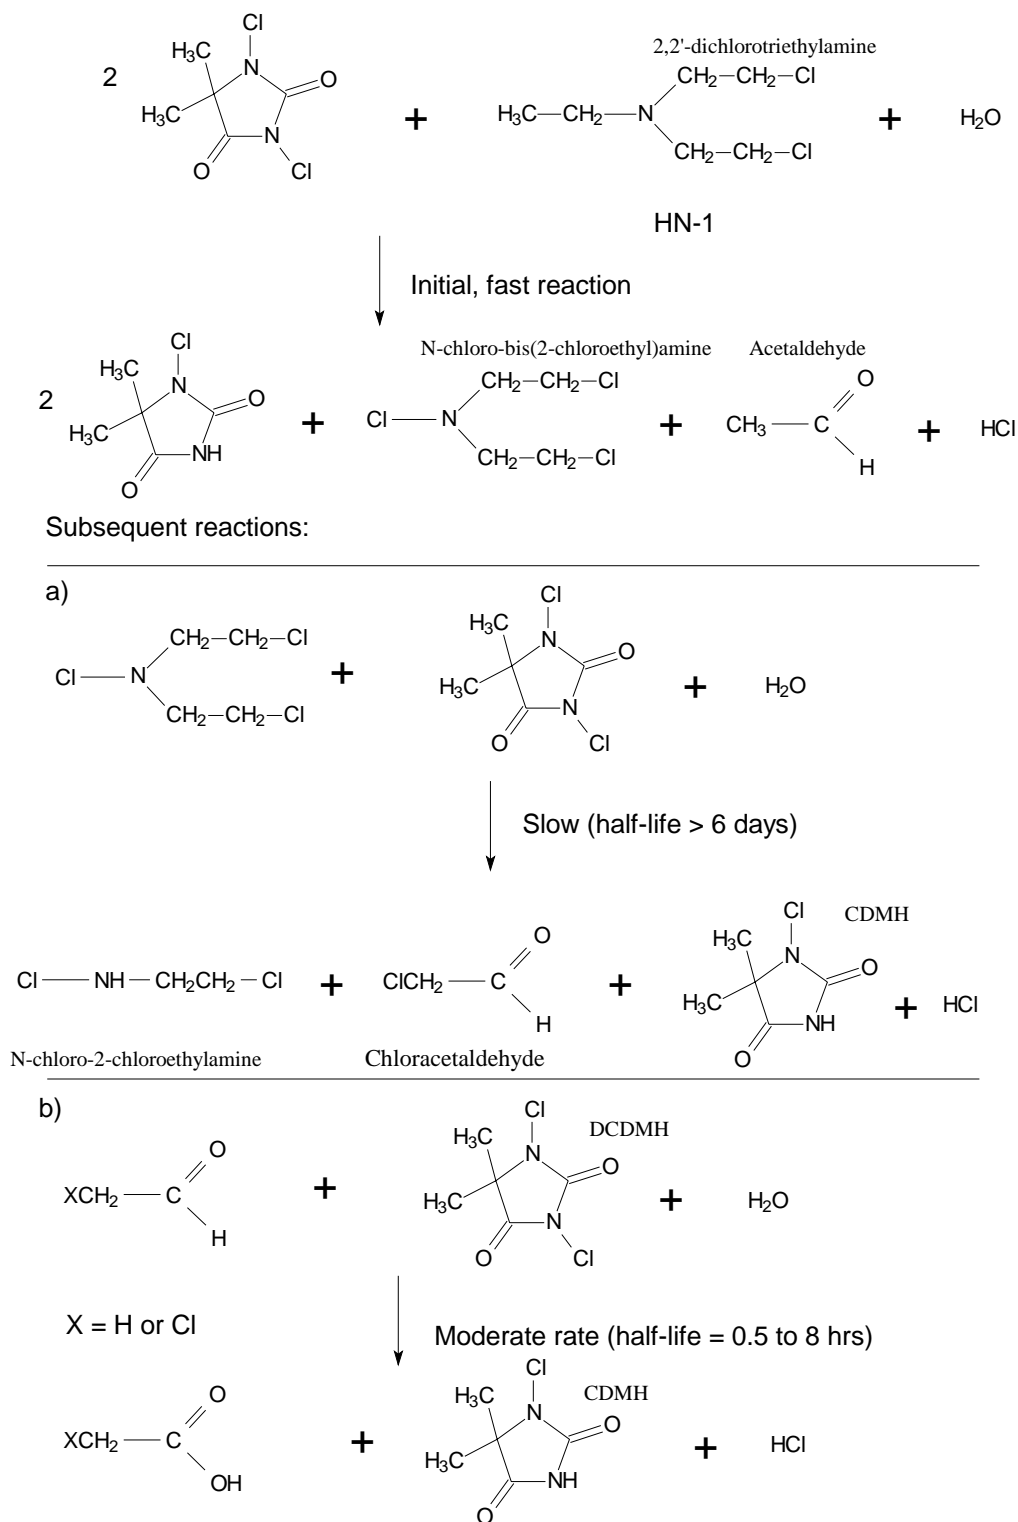 Cl
2,2'-dichlorotriethylamine
H3C N O CH2-CH2-Cl
2 + H3C-CH2-N + H2O
H3C N CH2-CH2-Cl
O Cl
HN-1
Initial, fast reaction
Cl N-chloro-bis(2-chloroethyl)amine Acetaldehyde
H3C N O CH2-CH2-Cl O
2 + Cl N + CH3 C + HCl
H3C NH CH2-CH2-Cl H
O
Subsequent reactions:
a)
Cl
CH2-CH2-Cl H3C N O
Cl N + + H2O
CH2-CH2-Cl H3C N
O Cl
Slow (half-life > 6 days)
Cl CDMH
O H3C N O
Cl NH CH2CH2 Cl + ClCH2 C + + HCl
H H3C NH
O
N-chloro-2-chloroethylamine Chloracetaldehyde
b)
Cl DCDMH
O H3C N O
XCH2 C + + H2O
H H3C N
O Cl
X = H or Cl
Moderate rate (half-life = 0.5 to 8 hrs)
Cl CDMH
O H3C N O
XCH2 C + + HCl
OH H3C NH
O